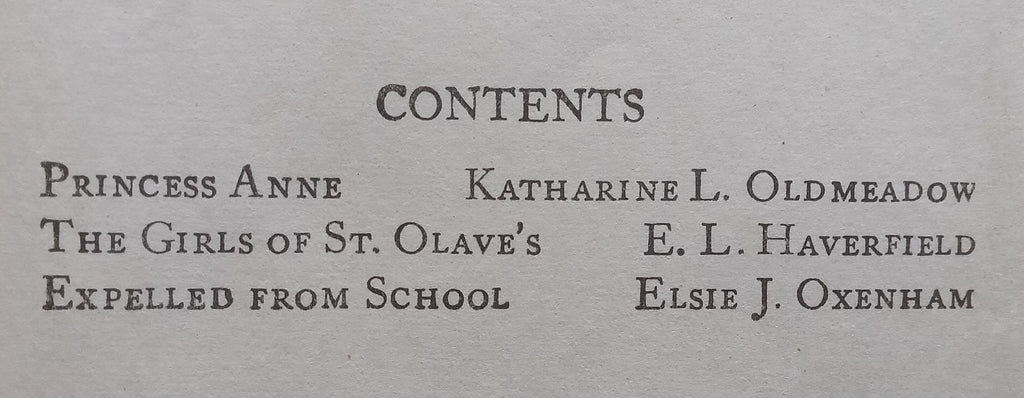 CONTENTS
PRINCESS ANNE KATHARINE L. OLDMEADOW
THE GIRLS OF ST. OLAVE'S E. L. HAVERFIELD
EXPELLED FROM SCHOOL ELSIE J. OXENHAM